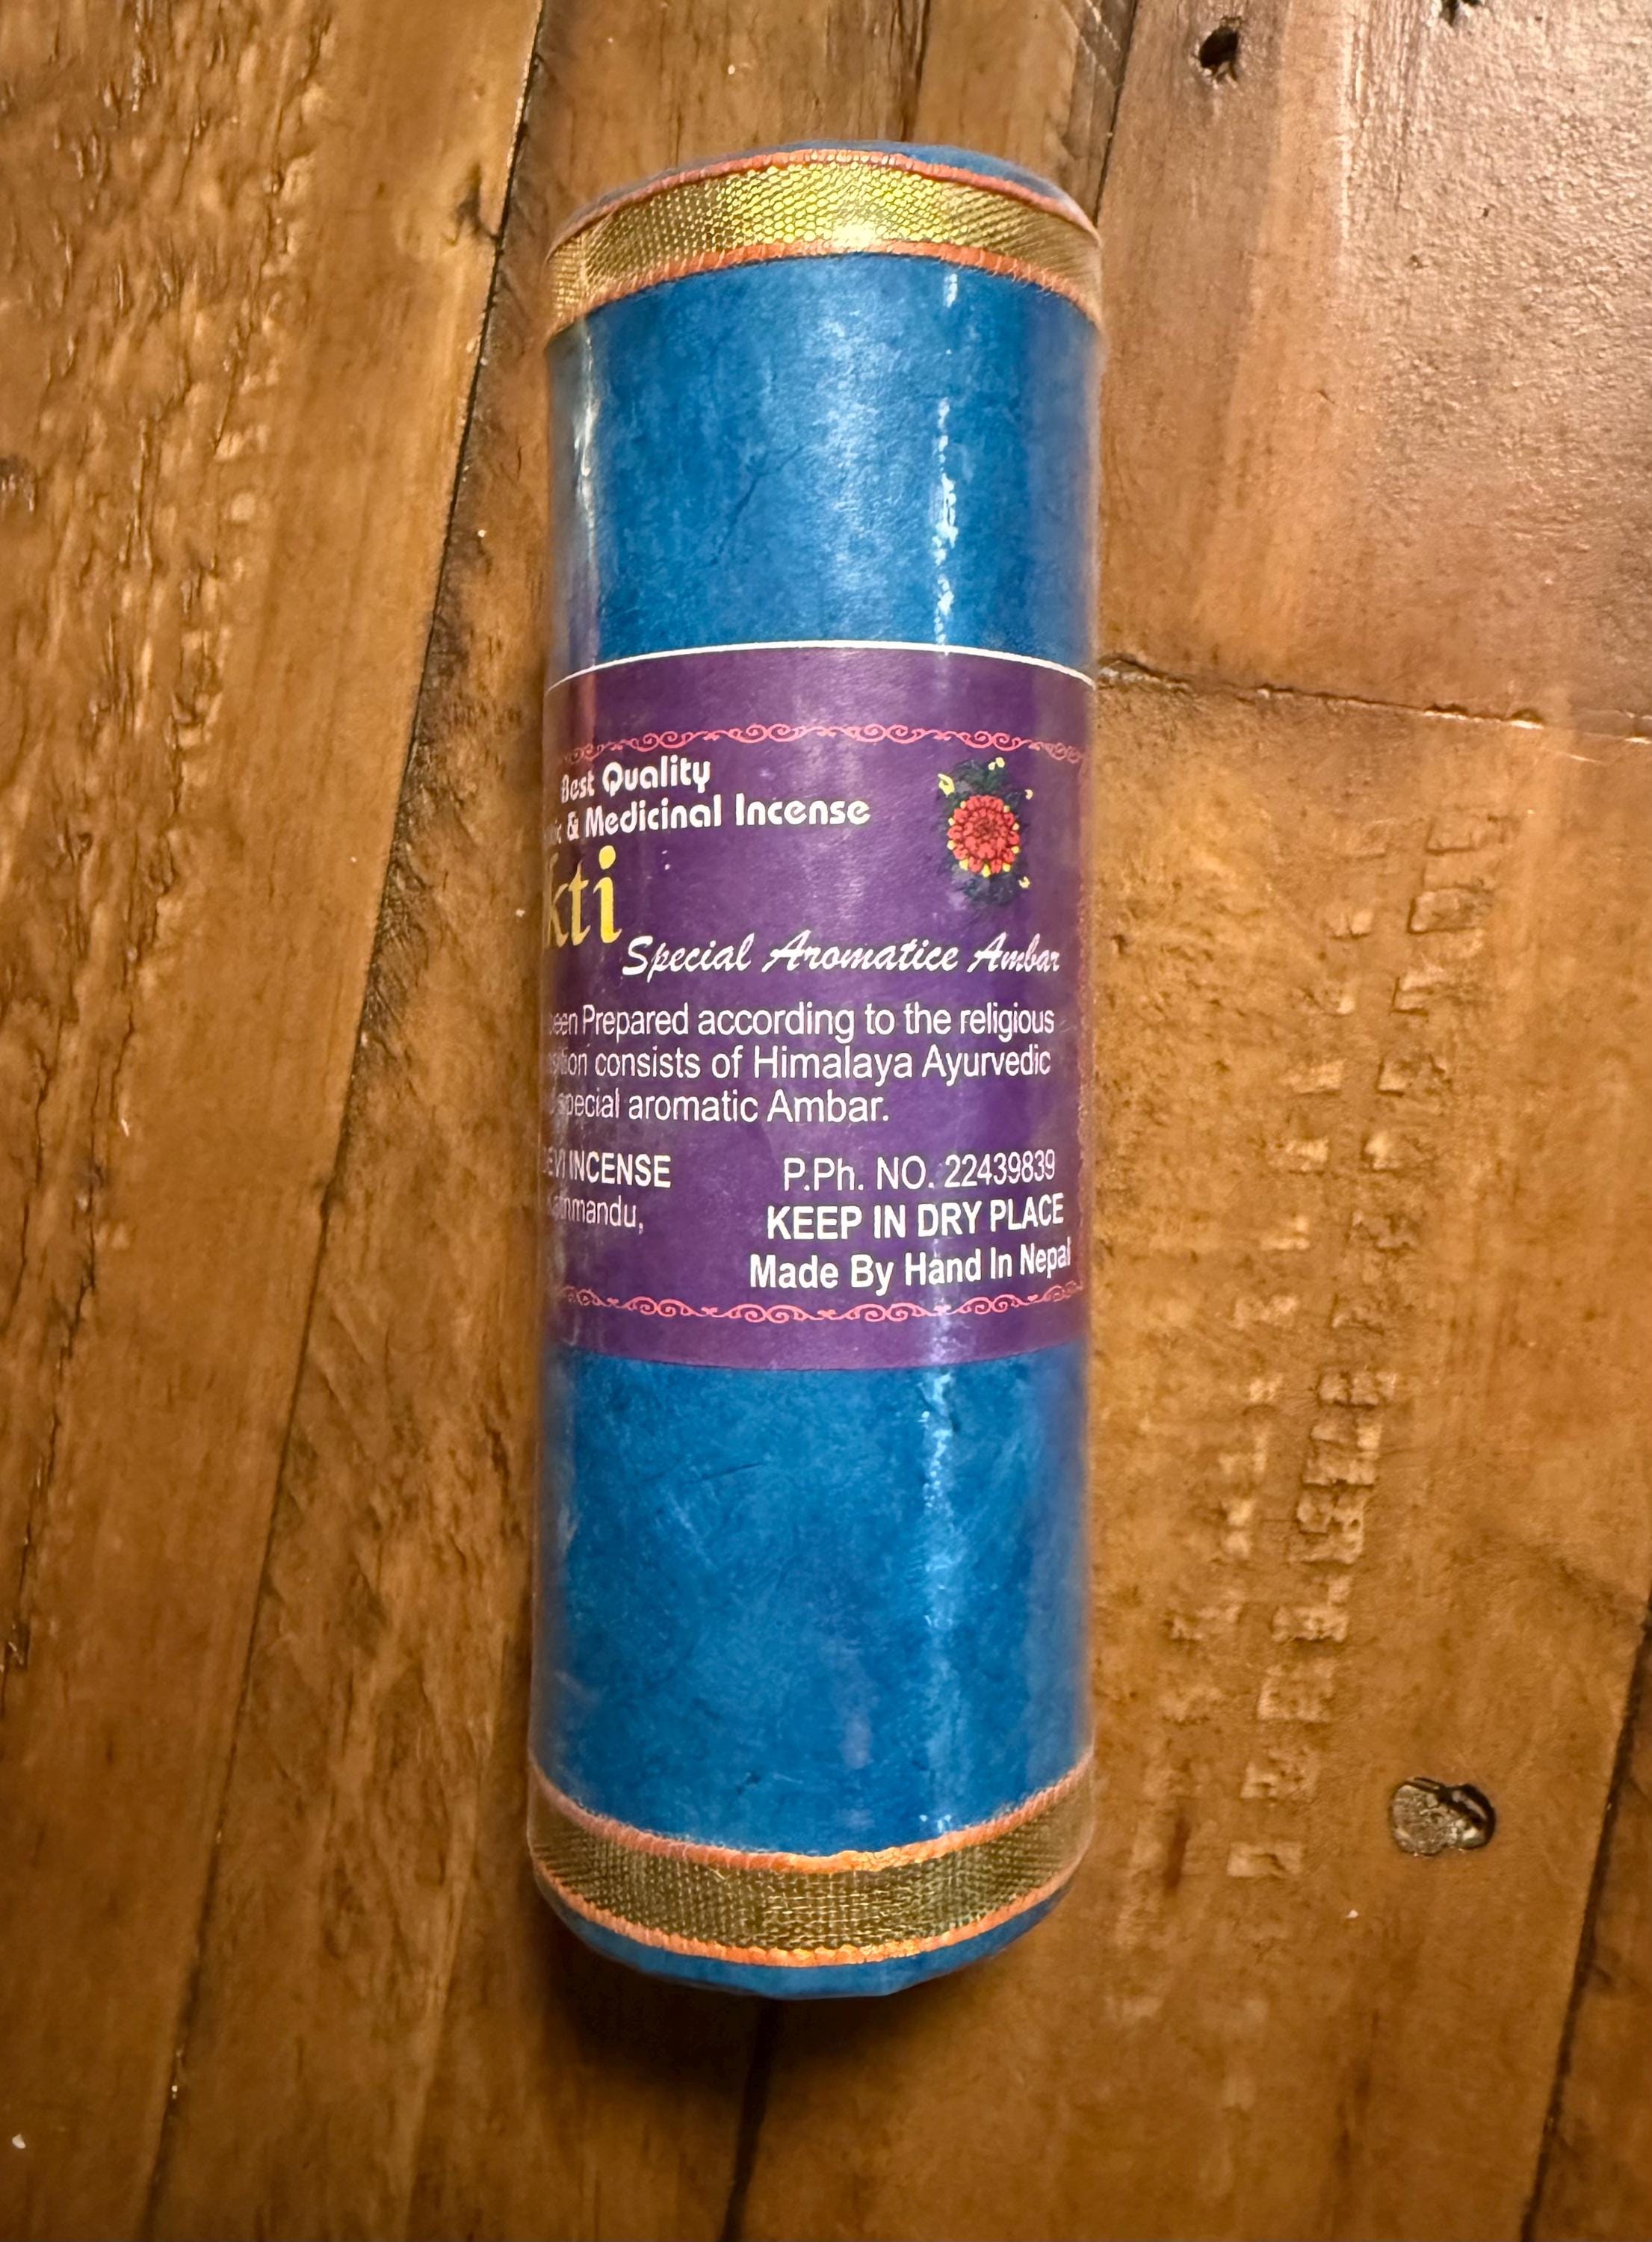 Best Quality
& Medicinal Incense
kti
Special Aromatice Ambar
been Prepared according to the religious
consists of Himalaya Ayurvedic
special aromatic Ambar.
INCENSE
P.Ph. NO. 22439839
KEEP IN DRY PLACE
Made By Hand In Nepal